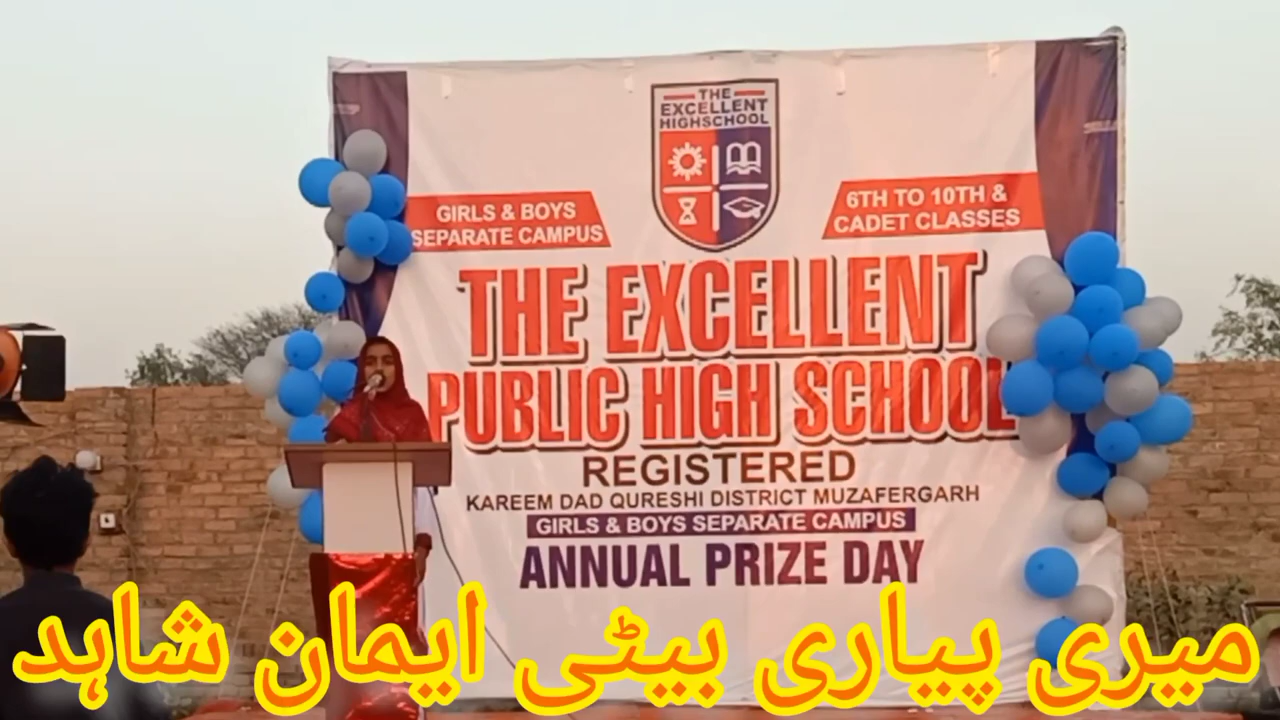 THE
EXCELLENT
HIGHSCHOOL
GIRLS & BOYS
SEPARATE CAMPUS
6TH TO 10TH &
CADET CLASSES
THE EXCELLENT
PUBLIC HIGH SCHOOL
REGISTERED
KAREEM DAD QURESHI DISTRICT MUZAFERGARH
GIRLS & BOYS SEPARATE CAMPUS
ANNUAL PRIZE DAY
میری پیاری بیٹی ایمان شاہد